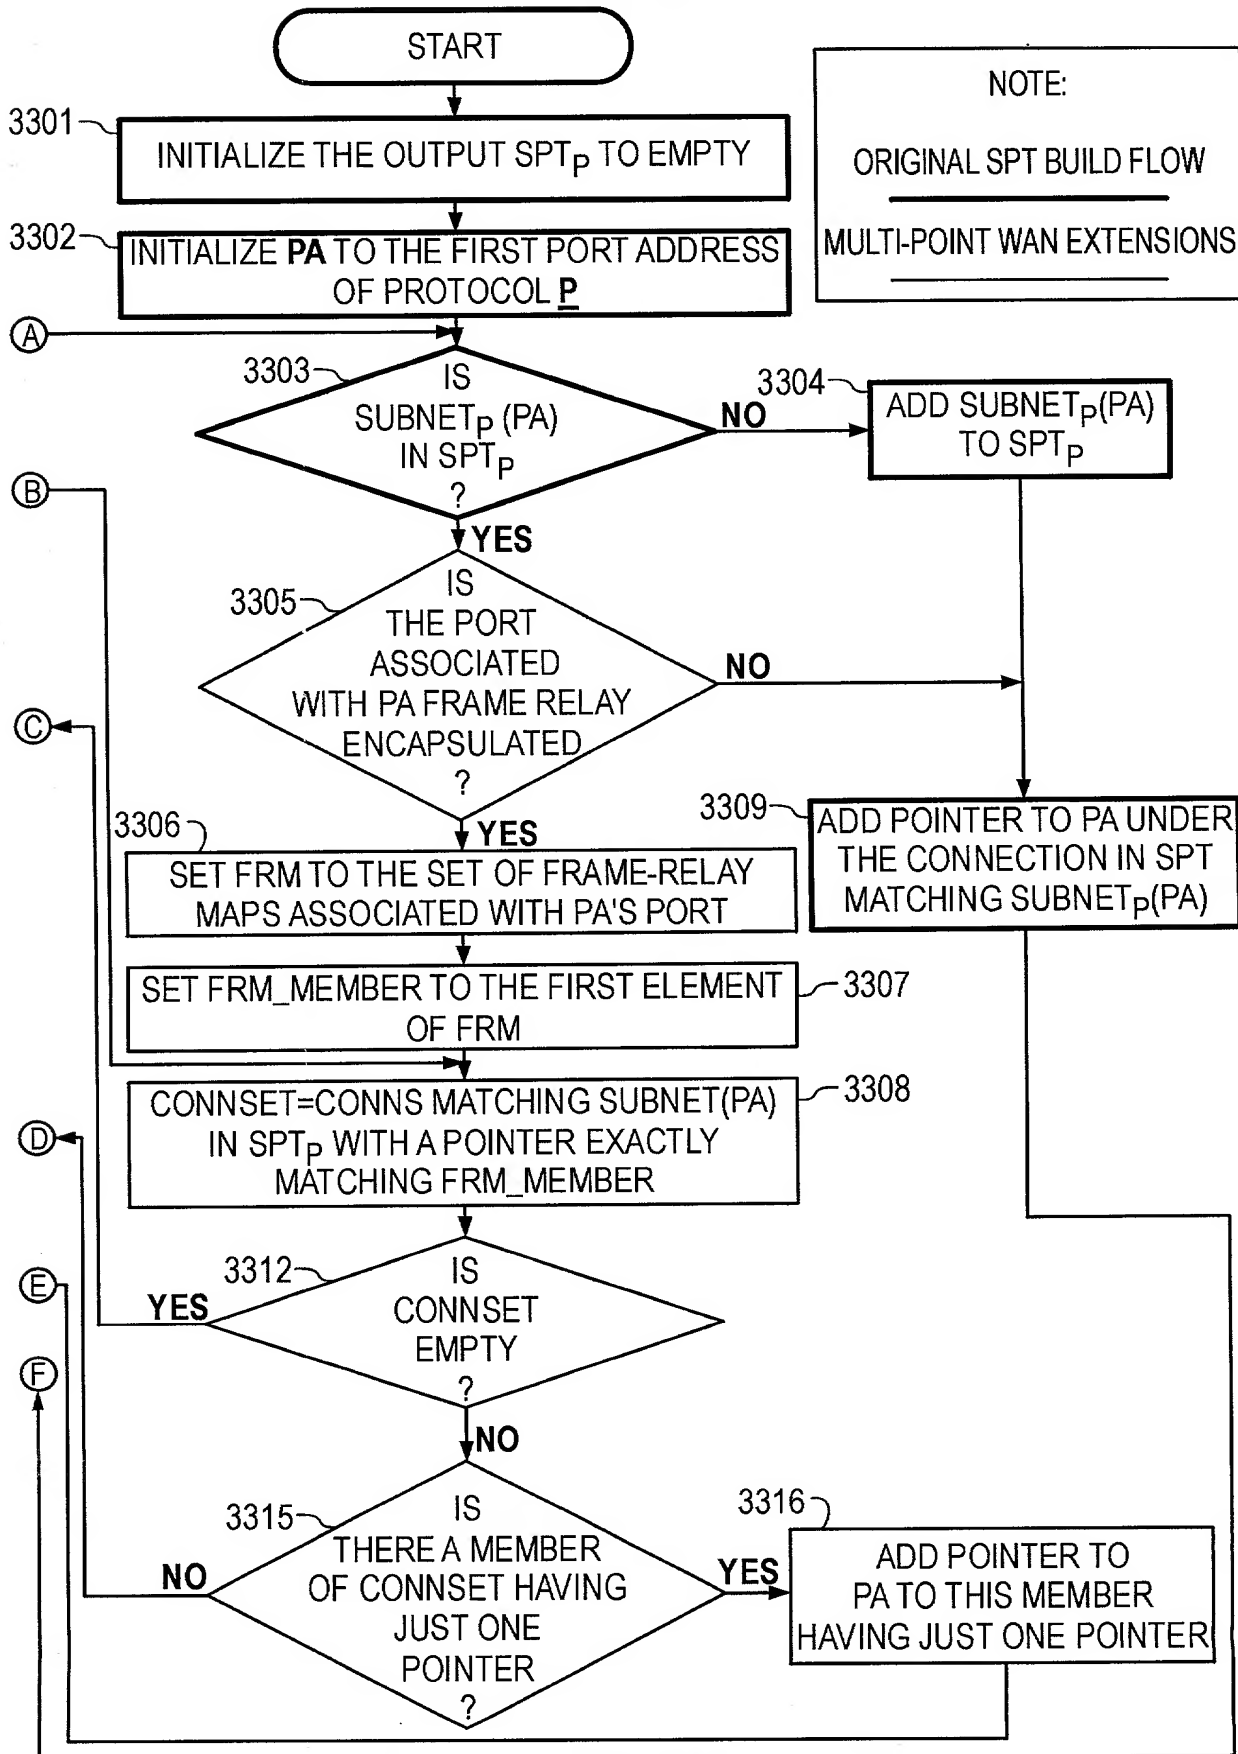 START
NOTE:
ORIGINAL SPT BUILD FLOW
MULTI-POINT WAN EXTENSIONS
3301
INITIALIZE THE OUTPUT SPTP TO EMPTY
3302
INITIALIZE PA TO THE FIRST PORT ADDRESS
OF PROTOCOL P
A
3303
IS
SUBNETP (PA)
IN SPTP
?
NO
YES
3304
ADD SUBNETP(PA)
TO SPTP
B
3305
IS
THE PORT
ASSOCIATED
WITH PA FRAME RELAY
ENCAPSULATED
?
NO
YES
C
3306
SET FRM TO THE SET OF FRAME-RELAY
MAPS ASSOCIATED WITH PA'S PORT
3309
ADD POINTER TO PA UNDER
THE CONNECTION IN SPT
MATCHING SUBNETP(PA)
SET FRM_MEMBER TO THE FIRST ELEMENT
OF FRM
3307
CONNSET=CONNS MATCHING SUBNET(PA)
IN SPTP WITH A POINTER EXACTLY
MATCHING FRM_MEMBER
3308
D
3312
IS
CONNSET
EMPTY
?
YES
NO
E
F
3315
IS
THERE A MEMBER
OF CONNSET HAVING
JUST ONE
POINTER
?
NO
YES
3316
ADD POINTER TO
PA TO THIS MEMBER
HAVING JUST ONE POINTER